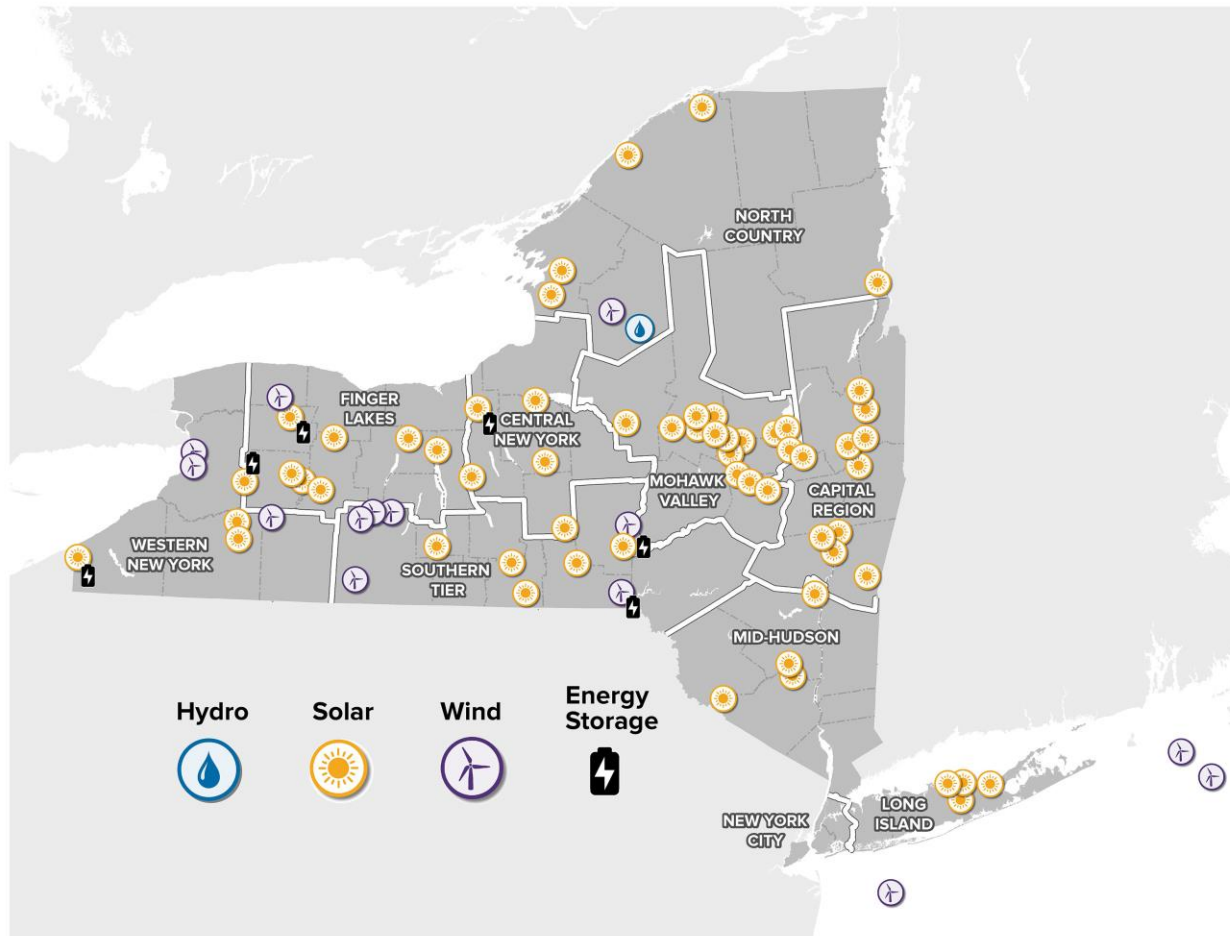 NORTH
COUNTRY
FINGER
LAKES
CENTRAL
NEW YORK
MOHAWK
VALLEY
CAPITAL
REGION
WESTERN
NEW YORK
SOUTHERN
TIER
MID-HUDSON
Hydro
Solar
Wind
Energy
Storage
NEW YORK
CITY
LONG
ISLAND